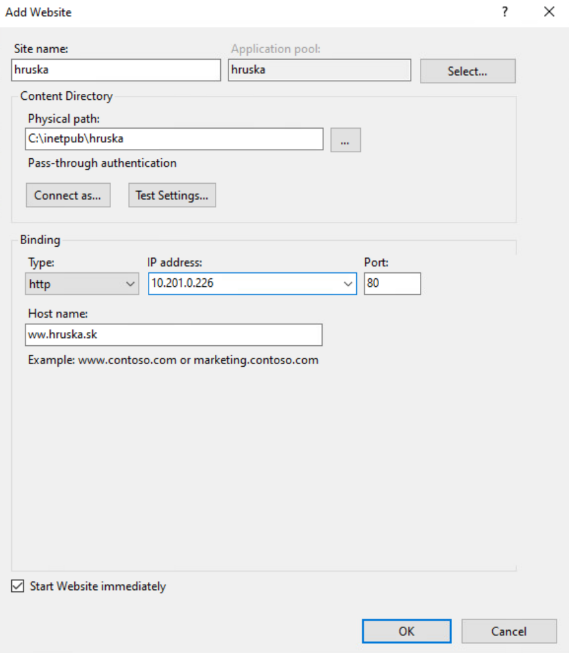 Add Website ? ×
Site name: Application pool:
hruska hruska Select...
Content Directory
Physical path:
C:\inetpub\hruska ...
Pass-through authentication
Connect as... Test Settings...
Binding
Type: IP address: Port:
http 10.201.0.226 80
Host name:
ww.hruska.sk
Example: www.contoso.com or marketing.contoso.com
Start Website immediately
OK Cancel